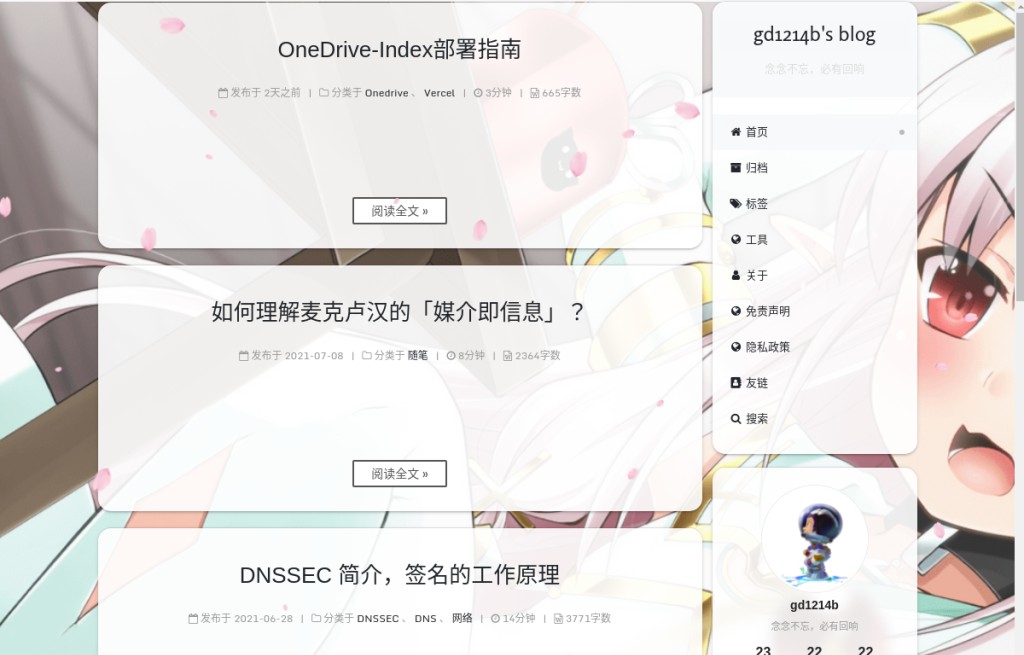 OneDrive-Index部署指南
发布于 2天之前 | 分类于 Onedrive 、 Vercel | 3分钟 | 665字数
阅读全文 »
如何理解麦克卢汉的「媒介即信息」？
发布于 2021-07-08 | 分类于 随笔 | 8分钟 | 2364字数
阅读全文 »
DNSSEC 简介，签名的工作原理
发布于 2021-06-28 | 分类于 DNSSEC 、 DNS 、 网络 | 14分钟 | 3771字数
gd1214b's blog
念念不忘，必有回响
首页
归档
标签
工具
关于
免责声明
隐私政策
友链
搜索
gd1214b
念念不忘，必有回响
23 22 22